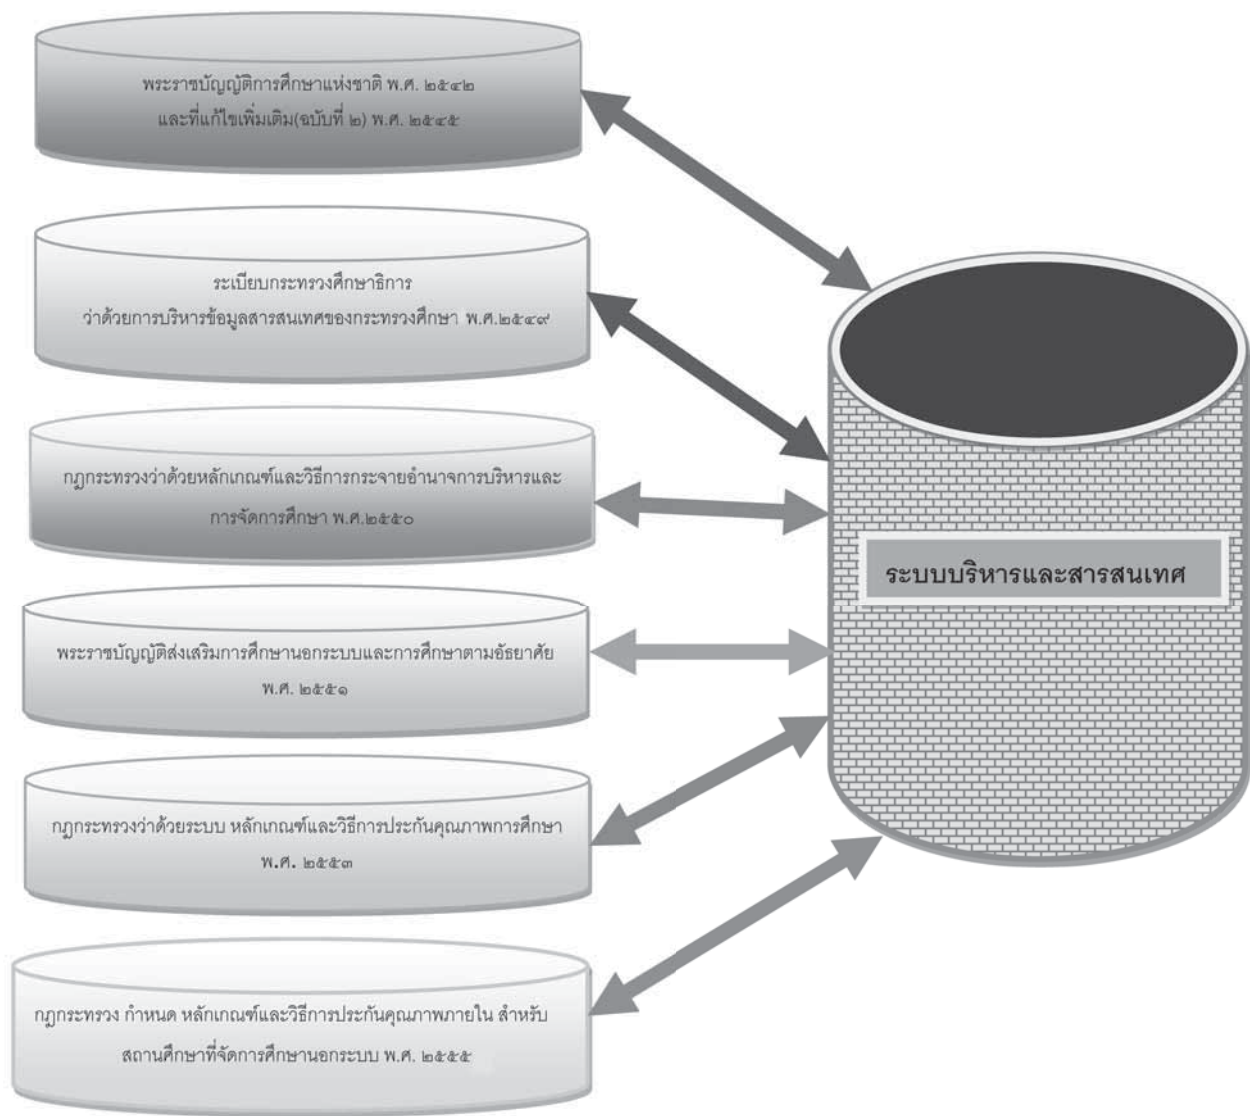 พระราชบัญญัติการศึกษาแห่งชาติ พ.ศ. ๒๕๔๒
และที่แก้ไขเพิ่มเติม(ฉบับที่ ๒) พ.ศ. ๒๕๔๕
ระเบียบกระทรวงศึกษาธิการ
ว่าด้วยการบริหารข้อมูลสารสนเทศของกระทรวงศึกษา พ.ศ.๒๕๔๙
กฎกระทรวงว่าด้วยหลักเกณฑ์และวิธีการกระจายอำนาจการบริหารและ
การจัดการศึกษา พ.ศ.๒๕๕๐
ระบบบริหารและสารสนเทศ
พระราชบัญญัติส่งเสริมการศึกษานอกระบบและการศึกษาตามอัธยาศัย
พ.ศ. ๒๕๕๑
กฎกระทรวงว่าด้วยระบบ หลักเกณฑ์และวิธีการประกันคุณภาพการศึกษา
พ.ศ. ๒๕๕๓
กฎกระทรวง กำหนด หลักเกณฑ์และวิธีการประกันคุณภาพภายใน สำหรับ
สถานศึกษาที่จัดการศึกษานอกระบบ พ.ศ. ๒๕๕๕